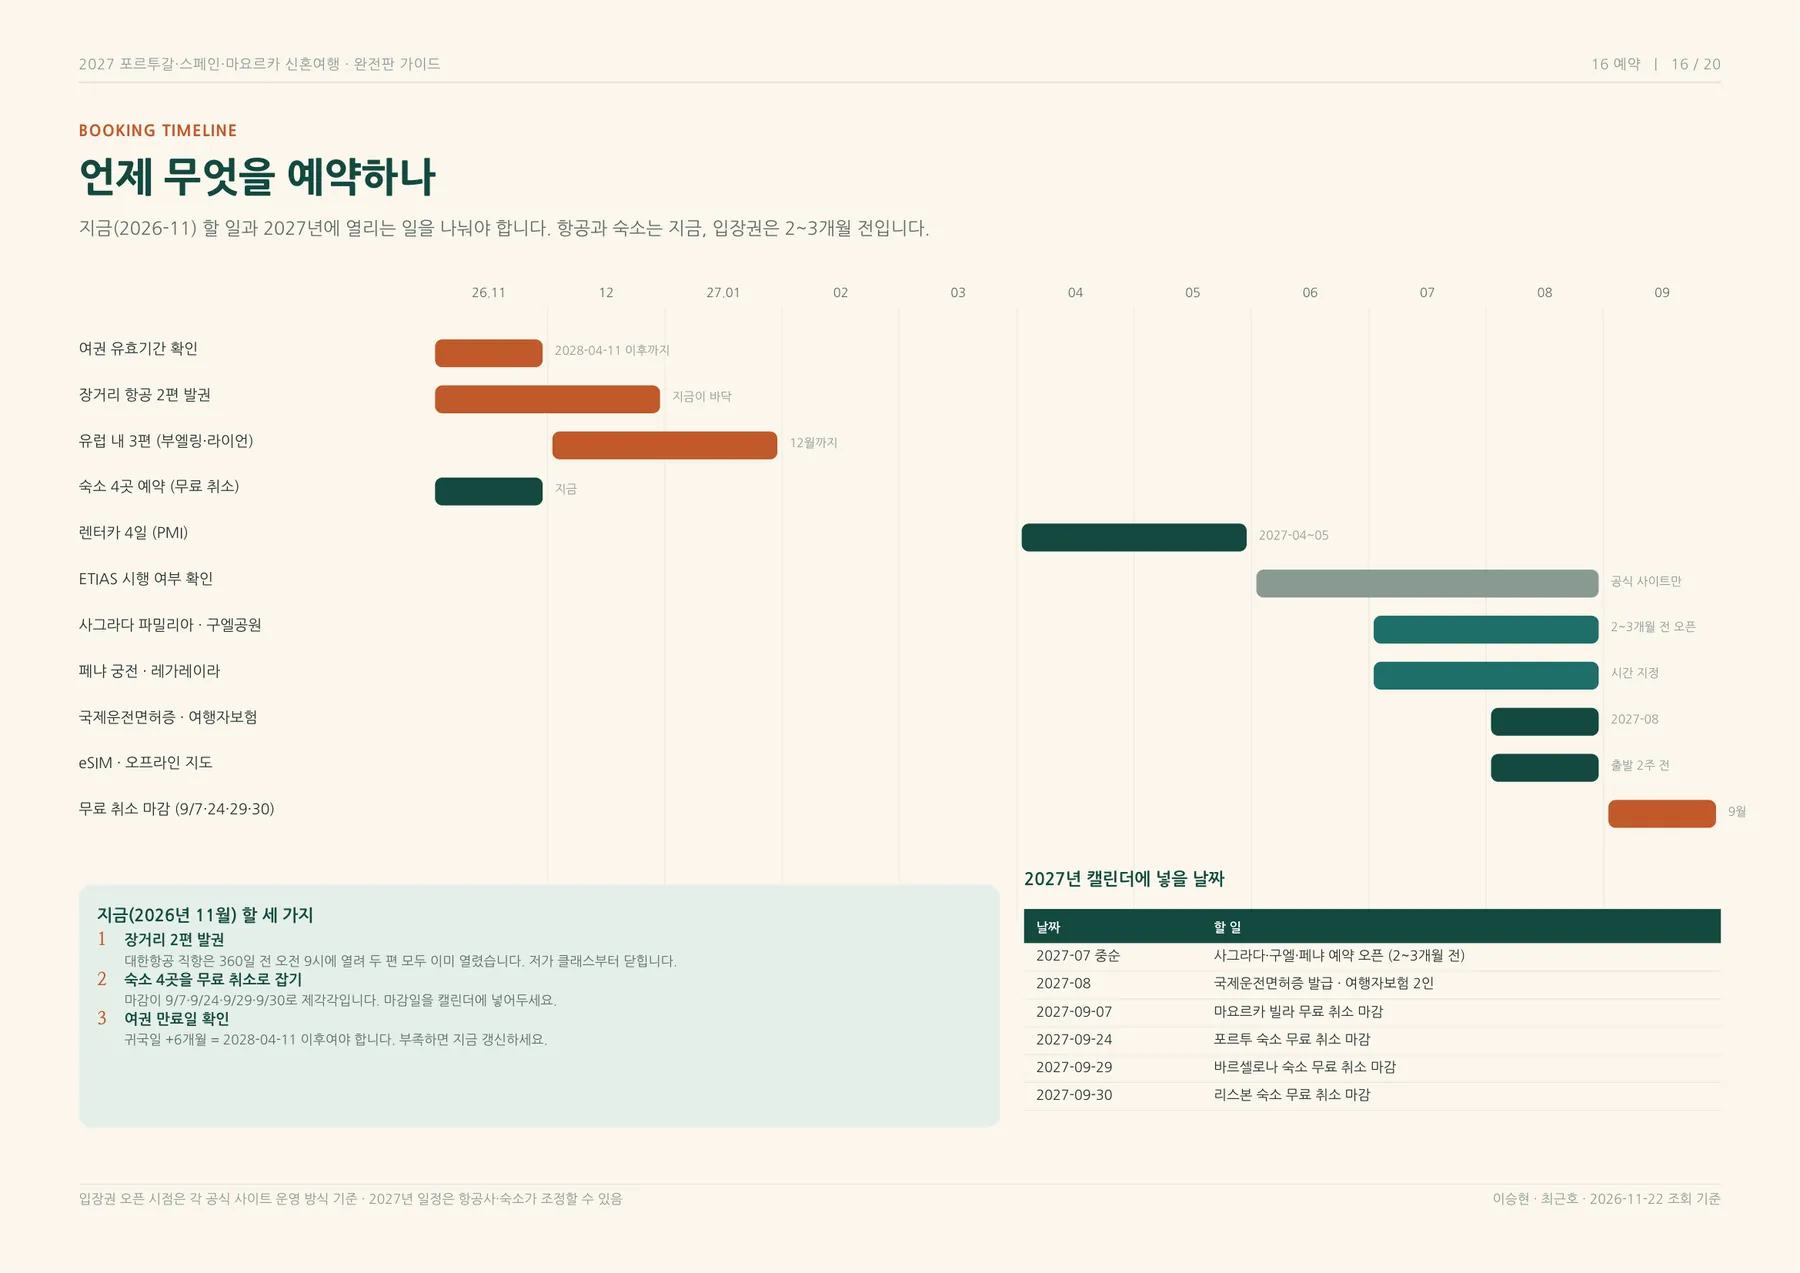 2027 포르투갈·스페인·마요르카 신혼여행 · 완전판 가이드
16 예약 | 16 / 20
BOOKING TIMELINE
언제 무엇을 예약하나
지금(2026-11) 할 일과 2027년에 열리는 일을 나눠야 합니다. 항공과 숙소는 지금, 입장권은 2~3개월 전입니다.
26.11 12 27.01 02 03 04 05 06 07 08 09
여권 유효기간 확인 2028-04-11 이후까지
장거리 항공 2편 발권 지금이 바닥
유럽 내 3편 (부엘링·라이언) 12월까지
숙소 4곳 예약 (무료 취소) 지금
렌터카 4일 (PMI) 2027-04~05
ETIAS 시행 여부 확인 공식 사이트만
사그라다 파밀리아 · 구엘공원 2~3개월 전 오픈
페냐 궁전 · 레가레이라 시간 지정
국제운전면허증 · 여행자보험 2027-08
eSIM · 오프라인 지도 출발 2주 전
무료 취소 마감 (9/7·24·29·30) 9월
지금(2026년 11월) 할 세 가지
1 장거리 2편 발권
대한항공 직항은 360일 전 오전 9시에 열려 두 편 모두 이미 열렸습니다. 저가 클래스부터 닫힙니다.
2 숙소 4곳을 무료 취소로 잡기
마감이 9/7·9/24·9/29·9/30로 제각각입니다. 마감일을 캘린더에 넣어두세요.
3 여권 만료일 확인
귀국일 +6개월 = 2028-04-11 이후여야 합니다. 부족하면 지금 갱신하세요.
2027년 캘린더에 넣을 날짜
날짜 할 일
2027-07 중순 사그라다·구엘·페냐 예약 오픈 (2~3개월 전)
2027-08 국제운전면허증 발급 · 여행자보험 2인
2027-09-07 마요르카 빌라 무료 취소 마감
2027-09-24 포르투 숙소 무료 취소 마감
2027-09-29 바르셀로나 숙소 무료 취소 마감
2027-09-30 리스본 숙소 무료 취소 마감
입장권 오픈 시점은 각 공식 사이트 운영 방식 기준 · 2027년 일정은 항공사·숙소가 조정할 수 있음
이승현 · 최근호 · 2026-11-22 조회 기준